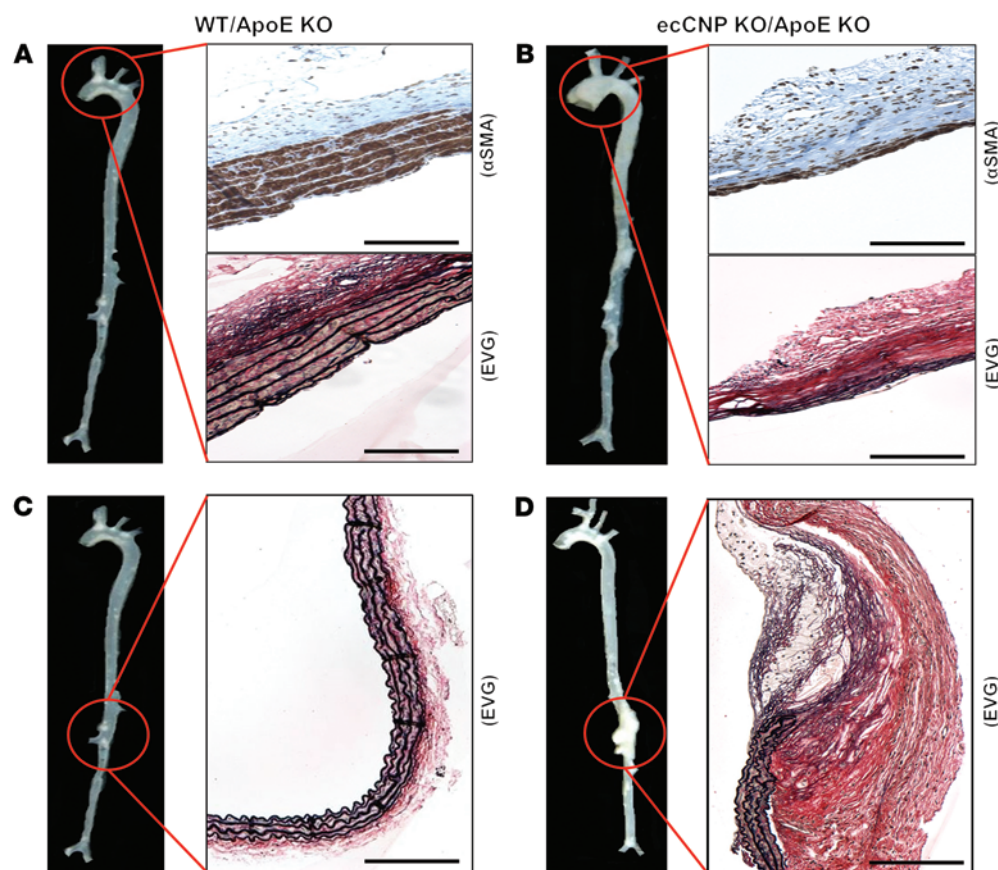 WT/ApoE KO
ecCNP KO/ApoE KO
A
(αSMA)
(EVG)
B
(αSMA)
(EVG)
C
(EVG)
D
(EVG)